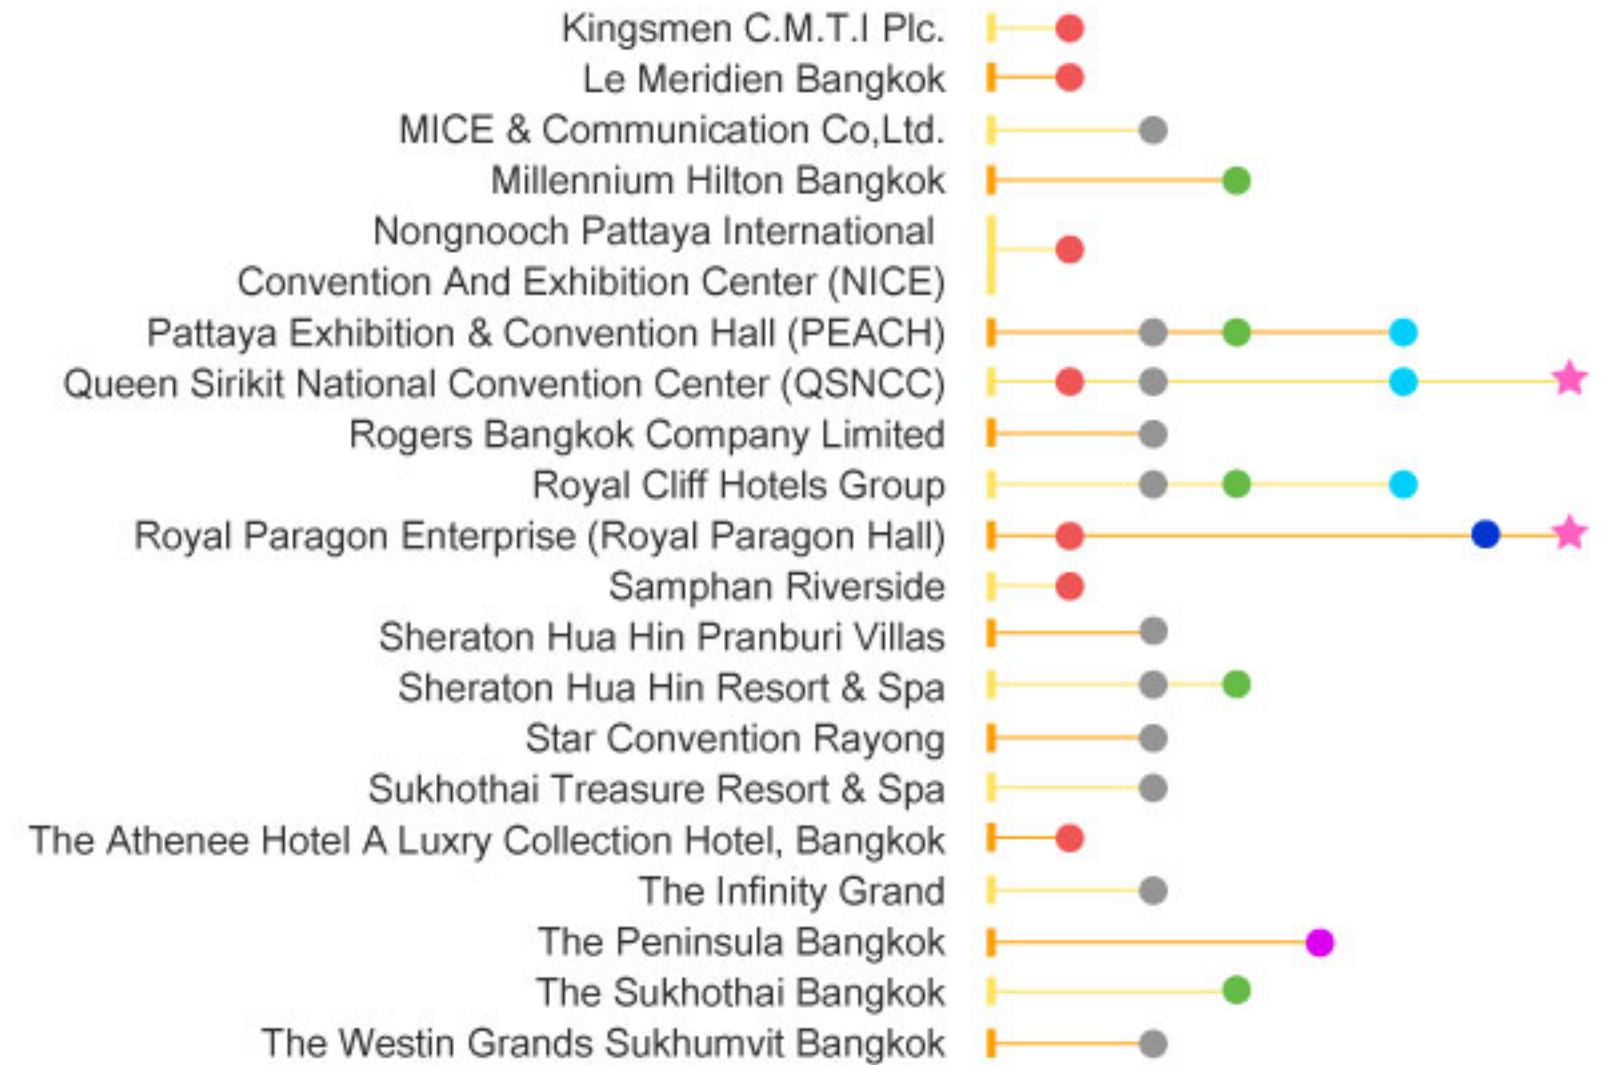 Kingsmen C.M.T.I Plc.
Le Meridien Bangkok
MICE & Communication Co,Ltd.
Millennium Hilton Bangkok
Nongnooch Pattaya International
Convention And Exhibition Center (NICE)
Pattaya Exhibition & Convention Hall (PEACH)
Queen Sirikit National Convention Center (QSNCC)
Rogers Bangkok Company Limited
Royal Cliff Hotels Group
Royal Paragon Enterprise (Royal Paragon Hall)
Samphan Riverside
Sheraton Hua Hin Pranburi Villas
Sheraton Hua Hin Resort & Spa
Star Convention Rayong
Sukhothai Treasure Resort & Spa
The Athenee Hotel A Luxry Collection Hotel, Bangkok
The Infinity Grand
The Peninsula Bangkok
The Sukhothai Bangkok
The Westin Grands Sukhumvit Bangkok